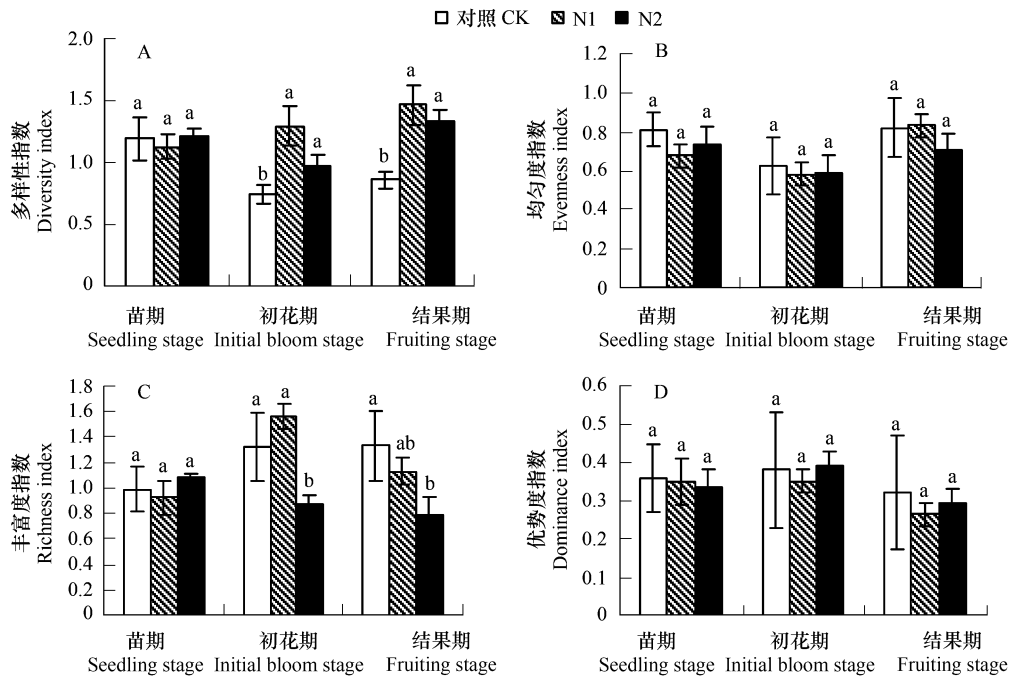 对照 CK N1 N2
A
2.0
1.5
1.0
0.5
0
多样性指数
Diversity index
a a a b a a b a a
苗期 初花期 结果期
Seedling stage Initial bloom stage Fruiting stage
B
1.2
1.0
0.8
0.6
0.4
0.2
0
均匀度指数
Evenness index
a a a a a a a a a
苗期 初花期 结果期
Seedling stage Initial bloom stage Fruiting stage
C
1.8
1.6
1.4
1.2
1.0
0.8
0.6
0.4
0.2
0
丰富度指数
Richness index
a a a a a b a ab b
苗期 初花期 结果期
Seedling stage Initial bloom stage Fruiting stage
D
0.6
0.5
0.4
0.3
0.2
0.1
0
优势度指数
Dominance index
a a a a a a a a a
苗期 初花期 结果期
Seedling stage Initial bloom stage Fruiting stage